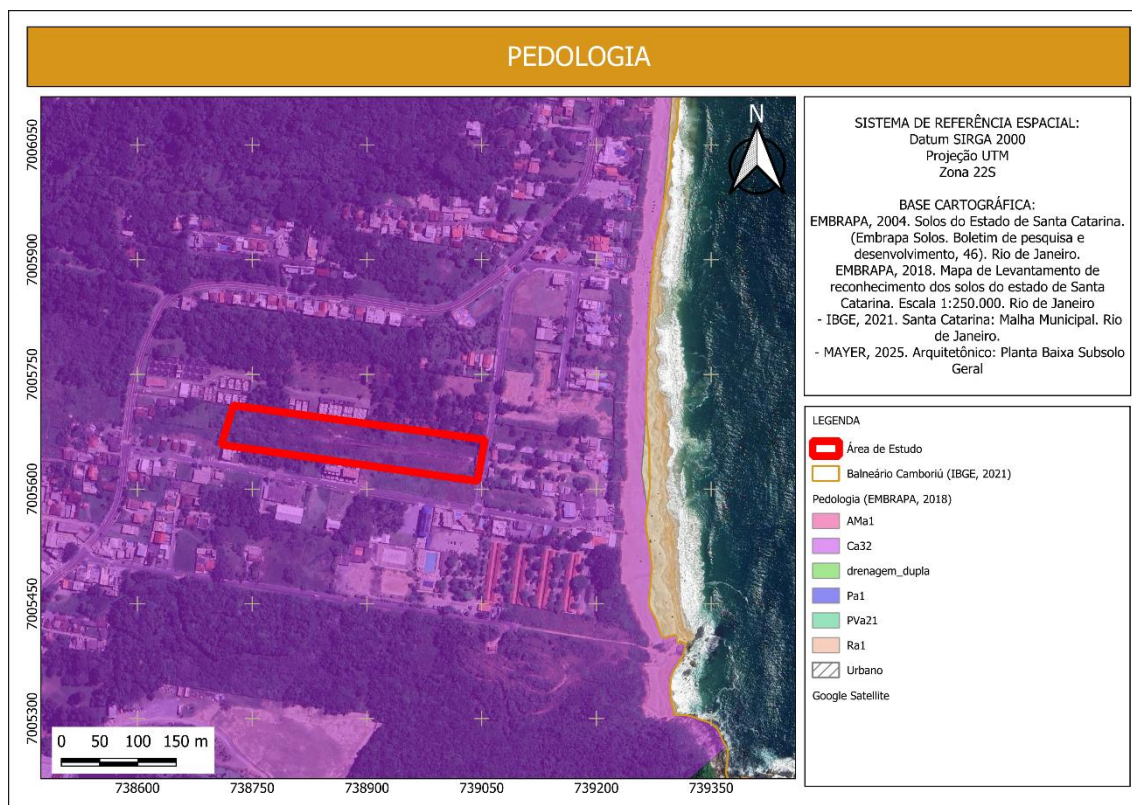 PEDOLOGIA
N
SISTEMA DE REFERÊNCIA ESPACIAL:
Datum SIRGA 2000
Projeção UTM
Zona 22S
BASE CARTOGRÁFICA:
EMBRAPA, 2004. Solos do Estado de Santa Catarina.
(Embrapa Solos. Boletim de pesquisa e
desenvolvimento, 46). Rio de Janeiro.
EMBRAPA, 2018. Mapa de Levantamento de
reconhecimento dos solos do estado de Santa
Catarina. Escala 1:250.000. Rio de Janeiro
- IBGE, 2021. Santa Catarina: Malha Municipal. Rio
de Janeiro.
- MAYER, 2025. Arquitetônico: Planta Baixa Subsolo
Geral
LEGENDA
Área de Estudo
Balneário Camboriú (IBGE, 2021)
Pedologia (EMBRAPA, 2018)
AMa1
Ca32
drenagem_dupla
Pa1
PVa21
Ra1
Urbano
Google Satellite
7006050
7005900
7005750
7005600
7005450
7005300
0 50 100 150 m
738600 738750 738900 739050 739200 739350